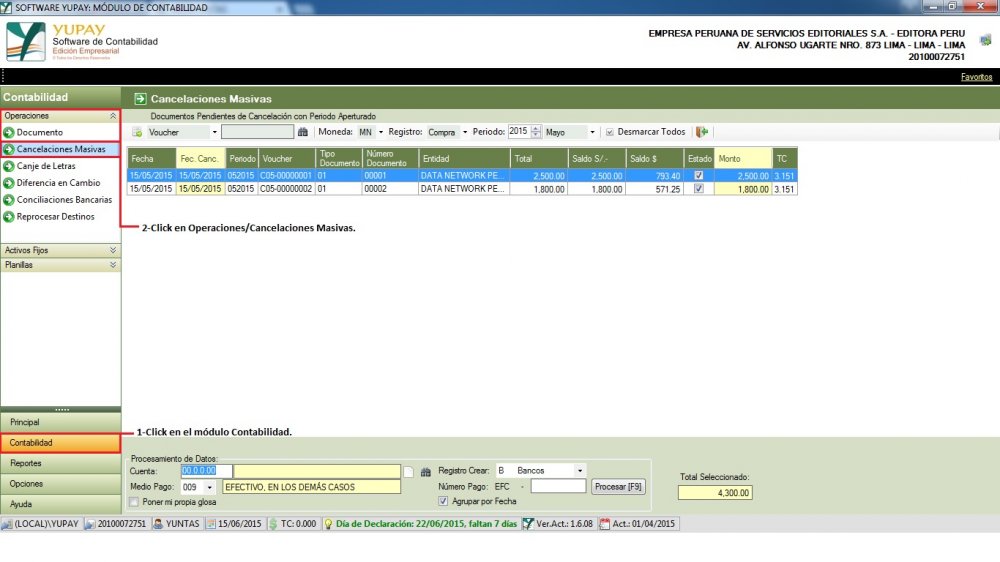 SOFTWARE YUPAY: MÓDULO DE CONTABILIDAD
YUPAY
Software de Contabilidad
Edición Empresarial
EMPRESA PERUANA DE SERVICIOS EDITORIALES S.A. - EDITORA PERU
AV. ALFONSO UGARTE NRO. 873 LIMA - LIMA - LIMA
20100072751
Favoritos
Contabilidad
Cancelaciones Masivas
Operaciones
Documentos Pendientes de Cancelación con Periodo Aperturado
Documento
Voucher
Moneda: MN
Registro: Compra
Periodo: 2015 Mayo
Desmarcar Todos
Cancelaciones Masivas
Canje de Letras
Diferencia en Cambio
Conciliaciones Bancarias
Reprocesar Destinos
Fecha Fec. Canc. Periodo Voucher Tipo Documento Número Documento Entidad Total Saldo S/.- Saldo $ Estado Monto TC
15/05/2015 15/05/2015 052015 C05-00000001 01 00001 DATA NETWORK PE... 2,500.00 2,500.00 793.40 2,500.00 3.151
15/05/2015 15/05/2015 052015 C05-00000002 01 00002 DATA NETWORK PE... 1,800.00 1,800.00 571.25 1,800.00 3.151
2-Click en Operaciones/Cancelaciones Masivas.
Activos Fijos
Planillas
Principal
1-Click en el módulo Contabilidad.
Contabilidad
Reportes
Opciones
Ayuda
Procesamiento de Datos:
Cuenta: 00.0.0.00
Registro Crear: B Bancos
Medio Pago: 009 EFECTIVO, EN LOS DEMÁS CASOS
Número Pago: EFC -
Procesar [F9]
Poner mi propia glosa
Agrupar por Fecha
Total Seleccionado:
4,300.00
(LOCAL)\YUPAY 20100072751 YUNTAS 15/06/2015 TC: 0.000 Día de Declaración: 22/06/2015, faltan 7 días Ver.Act.: 1.6.08 Act.: 01/04/2015